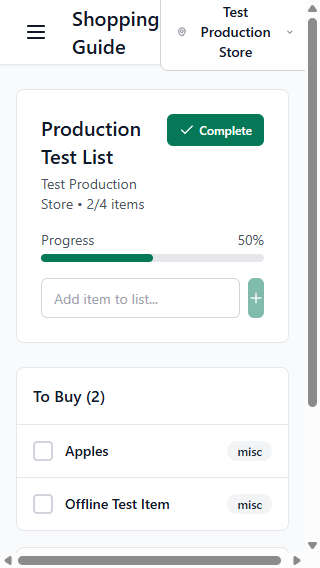 Shopping
Guide
Test
Production
Store
Production
Test List
Complete
Test Production
Store • 2/4 items
Progress
50%
Add item to list...
+
To Buy (2)
Apples
misc
Offline Test Item
misc